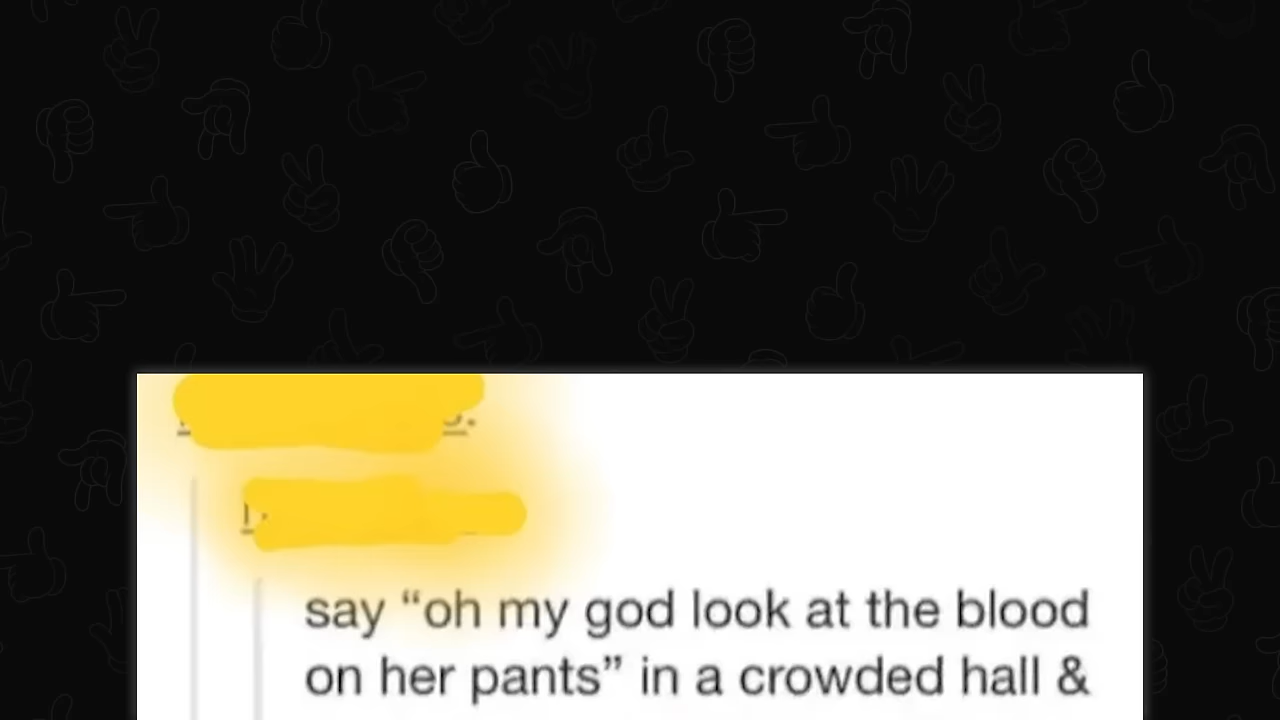 say “oh my god look at the blood
on her pants” in a crowded hall &